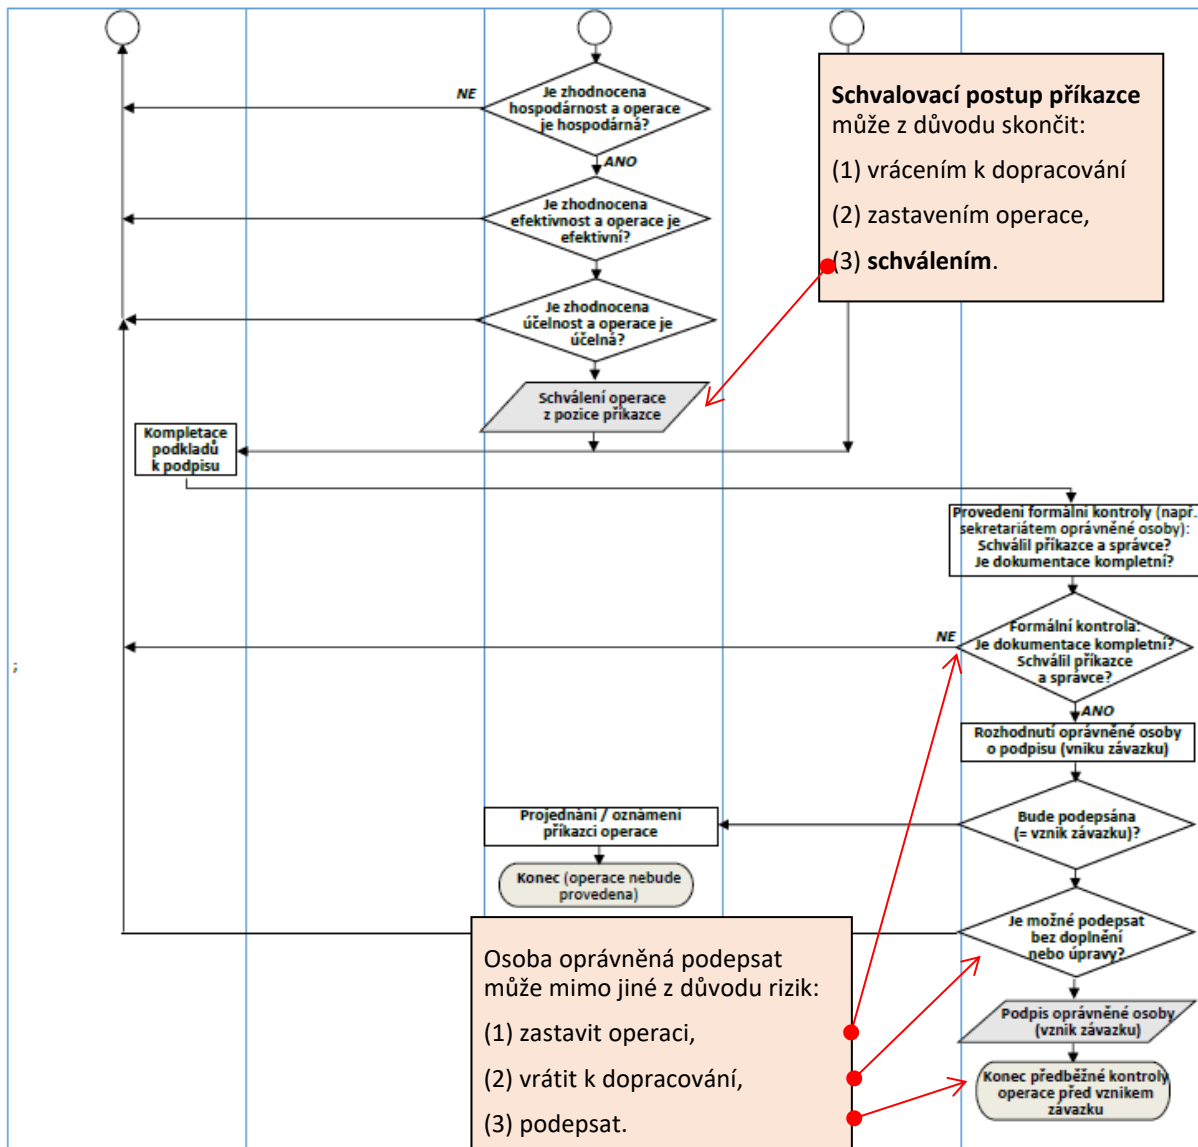 Je zhodnocena
hospodárnost a operace
je hospodárná?
NE
ANO
Schvalovací postup příkazce
může z důvodu skončit:
(1) vrácením k dopracování
(2) zastavením operace,
(3) schválením.
Je zhodnocena
efektivnost a operace je
efektivní?
Je zhodnocena
účelnost a operace je
účelná?
Schválení operace
z pozice příkazce
Kompletace
podkladů
k podpisu
Provedení formální kontroly (např.
sekretariátem oprávněné osoby):
Schválil příkazce a správce?
Je dokumentace kompletní?
Formální kontrola:
Je dokumentace kompletní?
Schválil příkazce
a správce?
NE
;
ANO
Rozhodnutí oprávněné osoby
o podpisu (vniku závazku)
Projednání / oznámení
příkazci operace
Bude podepsána
(= vznik závazku)?
Konec (operace nebude
provedena)
Je možné podepsat
bez doplnění
nebo úpravy?
Osoba oprávněná podepsat
může mimo jiné z důvodu rizik:
(1) zastavit operaci,
(2) vrátit k dopracování,
(3) podepsat.
Podpis oprávněné osoby
(vznik závazku)
Konec předběžné kontroly
operace před vznikem
závazku